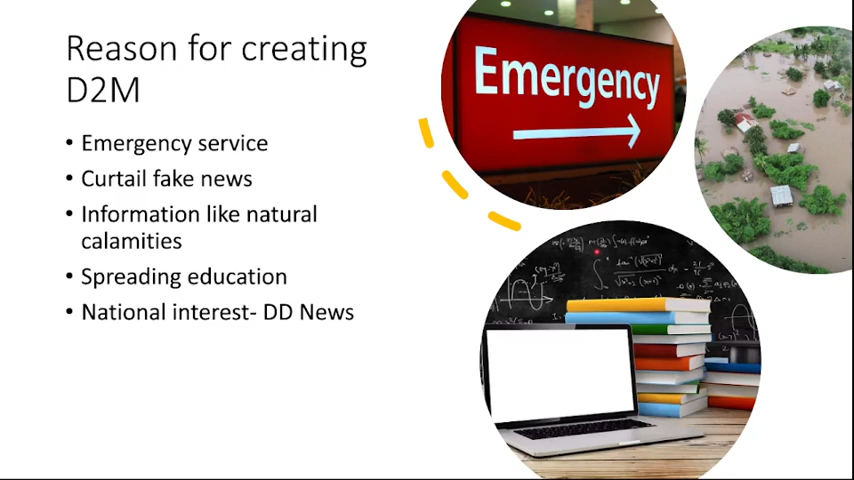 Reason for creating
D2M
• Emergency service
• Curtail fake news
• Information like natural
calamities
• Spreading education
• National interest- DD News
Emergency